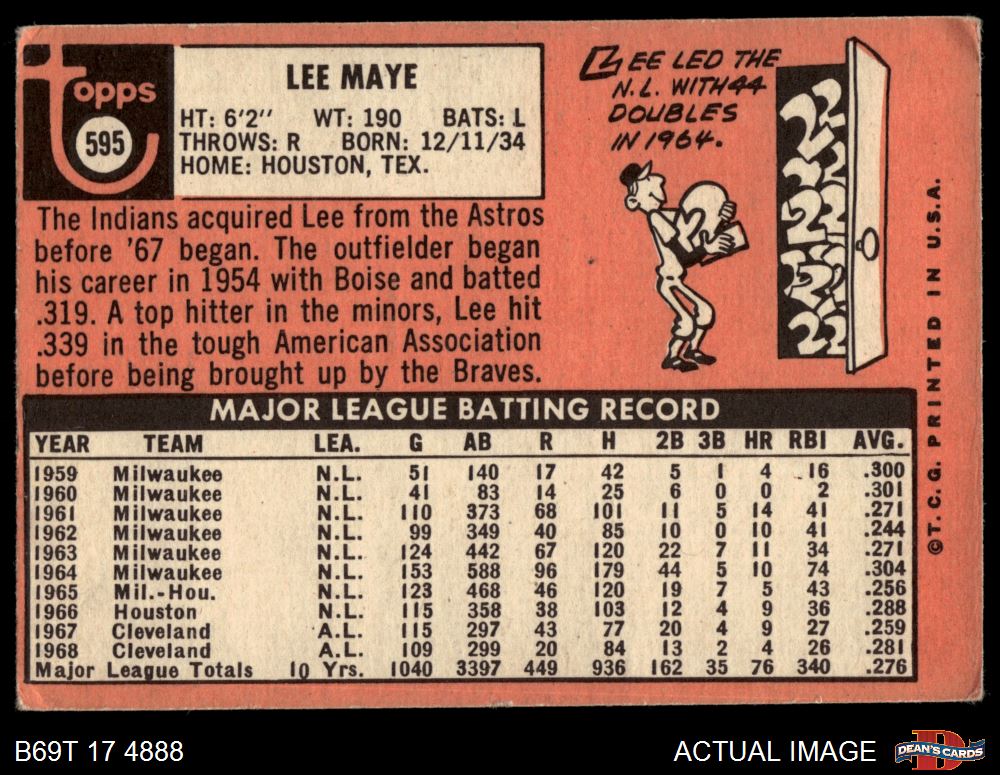 topps
595
LEE MAYE
HT: 6'2" WT: 190 BATS: L
THROWS: R BORN: 12/11/34
HOME: HOUSTON, TEX.
The Indians acquired Lee from the Astros
before '67 began. The outfielder began
his career in 1954 with Boise and batted
.319. A top hitter in the minors, Lee hit
.339 in the tough American Association
before being brought up by the Braves.
LEE LED THE
N.L. WITH 44
DOUBLES
IN 1964.
2 2 2 2 2 2 2 2
2
MAJOR LEAGUE BATTING RECORD
YEAR TEAM LEA. G AB R H 2B 3B HR RBI AVG.
1959 Milwaukee N.L. 51 140 17 42 5 1 4 16 .300
1960 Milwaukee N.L. 41 83 14 25 6 0 0 2 .301
1961 Milwaukee N.L. 110 373 68 101 11 5 14 41 .271
1962 Milwaukee N.L. 99 349 40 85 10 0 10 41 .244
1963 Milwaukee N.L. 124 442 67 120 22 7 11 34 .271
1964 Milwaukee N.L. 153 588 96 179 44 5 10 74 .304
1965 Mil.-Hou. N.L. 123 468 46 120 19 7 5 43 .256
1966 Houston N.L. 115 358 38 103 12 4 9 36 .288
1967 Cleveland A.L. 115 297 43 77 20 4 9 27 .259
1968 Cleveland A.L. 109 299 20 84 13 2 4 26 .281
Major League Totals 10 Yrs. 1040 3397 449 936 162 35 76 340 .276
©T.C.G. PRINTED IN U.S.A.
B69T 17 4888
ACTUAL IMAGE
D
DEAN'S CARDS